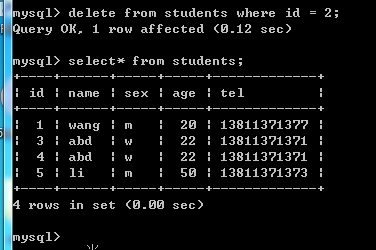 mysql> delete from students where id = 2;
Query OK, 1 row affected (0.12 sec)
mysql> select* from students;
+----+------+-----+-----+-------------+
| id | name | sex | age | tel         |
+----+------+-----+-----+-------------+
|  1 | wang | m   |  20 | 13811371377 |
|  3 | abd  | w   |  22 | 13811371371 |
|  4 | abd  | w   |  22 | 13811371371 |
|  5 | li   | m   |  50 | 13811371373 |
+----+------+-----+-----+-------------+
4 rows in set (0.00 sec)
mysql>